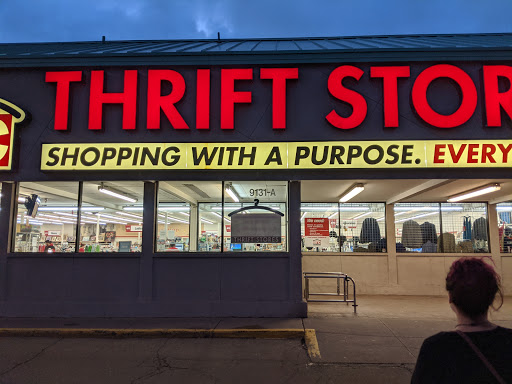 THRIFT STOR
C
SHOPPING WITH A PURPOSE. EVERY
9131-A